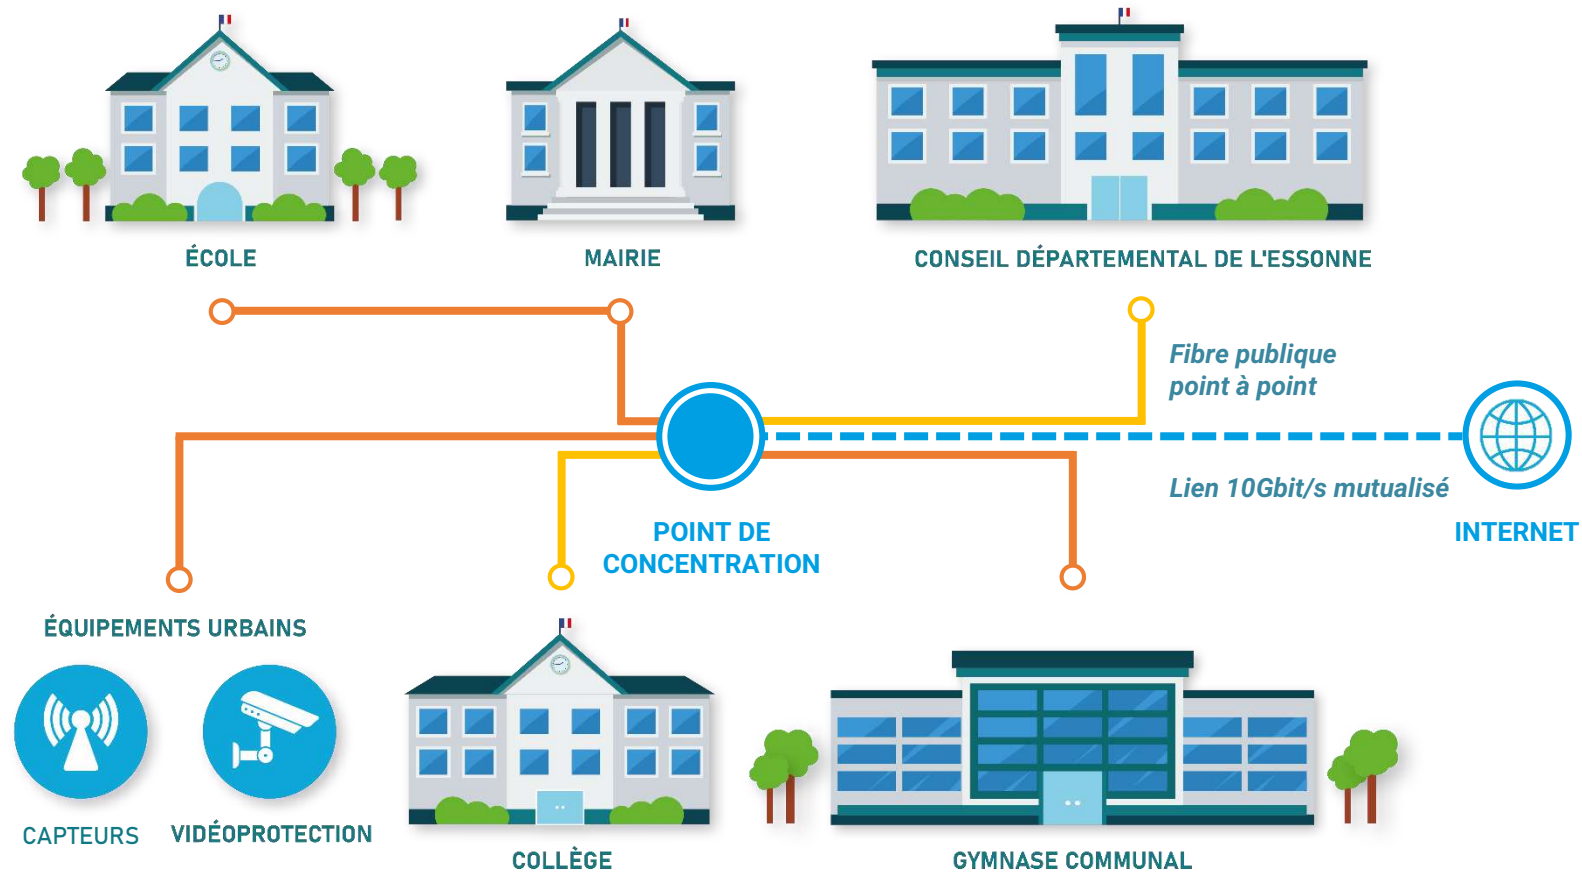 ÉCOLE
MAIRIE
CONSEIL DÉPARTEMENTAL DE L'ESSONNE
Fibre publique
point à point
Lien 10Gbit/s mutualisé
POINT DE
CONCENTRATION
INTERNET
ÉQUIPEMENTS URBAINS
CAPTEURS
VIDÉOPROTECTION
COLLÈGE
GYMNASE COMMUNAL